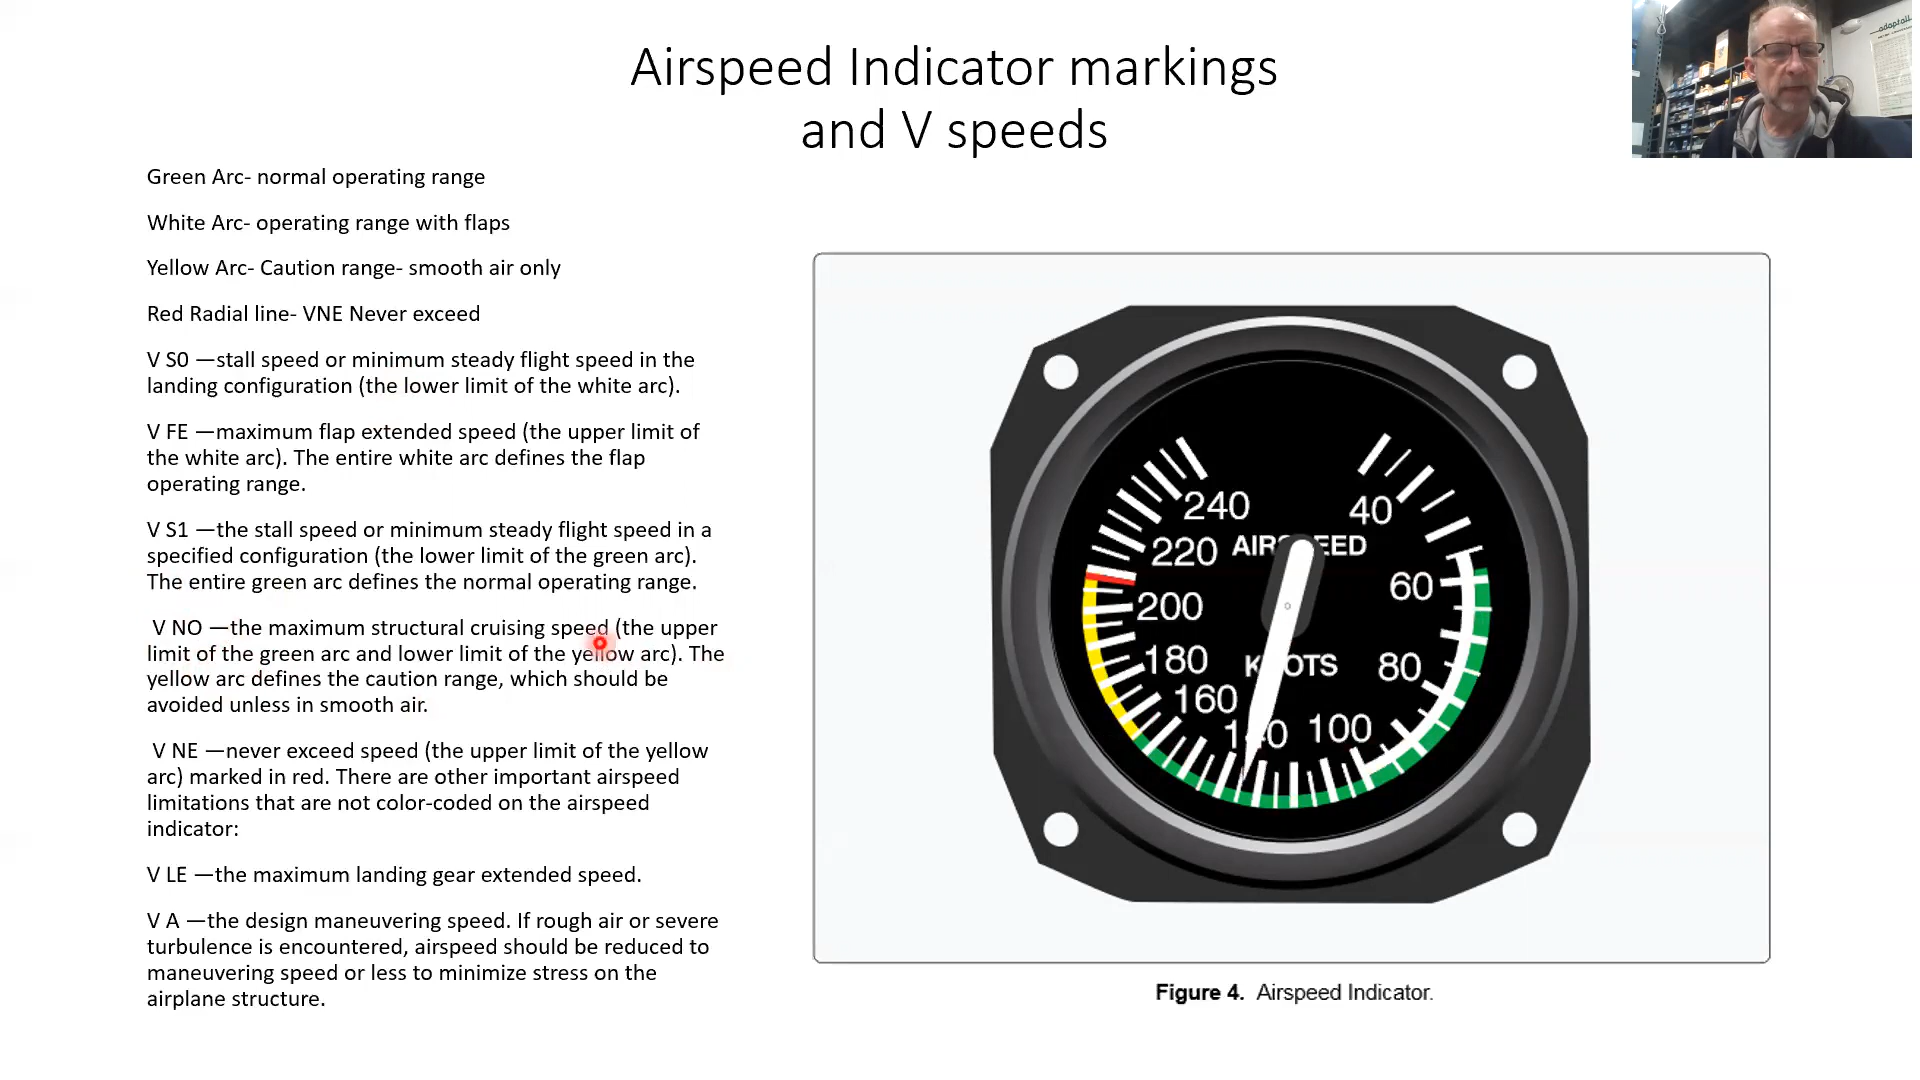 Airspeed Indicator markings
and V speeds
Green Arc- normal operating range
White Arc- operating range with flaps
Yellow Arc- Caution range- smooth air only
Red Radial line- VNE Never exceed
V S0 —stall speed or minimum steady flight speed in the
landing configuration (the lower limit of the white arc).
V FE —maximum flap extended speed (the upper limit of
the white arc). The entire white arc defines the flap
operating range.
V S1 —the stall speed or minimum steady flight speed in a
specified configuration (the lower limit of the green arc).
The entire green arc defines the normal operating range.
V NO —the maximum structural cruising speed (the upper
limit of the green arc and lower limit of the yellow arc). The
yellow arc defines the caution range, which should be
avoided unless in smooth air.
V NE —never exceed speed (the upper limit of the yellow
arc) marked in red. There are other important airspeed
limitations that are not color-coded on the airspeed
indicator:
V LE —the maximum landing gear extended speed.
V A —the design maneuvering speed. If rough air or severe
turbulence is encountered, airspeed should be reduced to
maneuvering speed or less to minimize stress on the
airplane structure.
240 40
220 AIRSPEED
200 60
180 KNOTS 80
160
140 100
Figure 4. Airspeed Indicator.